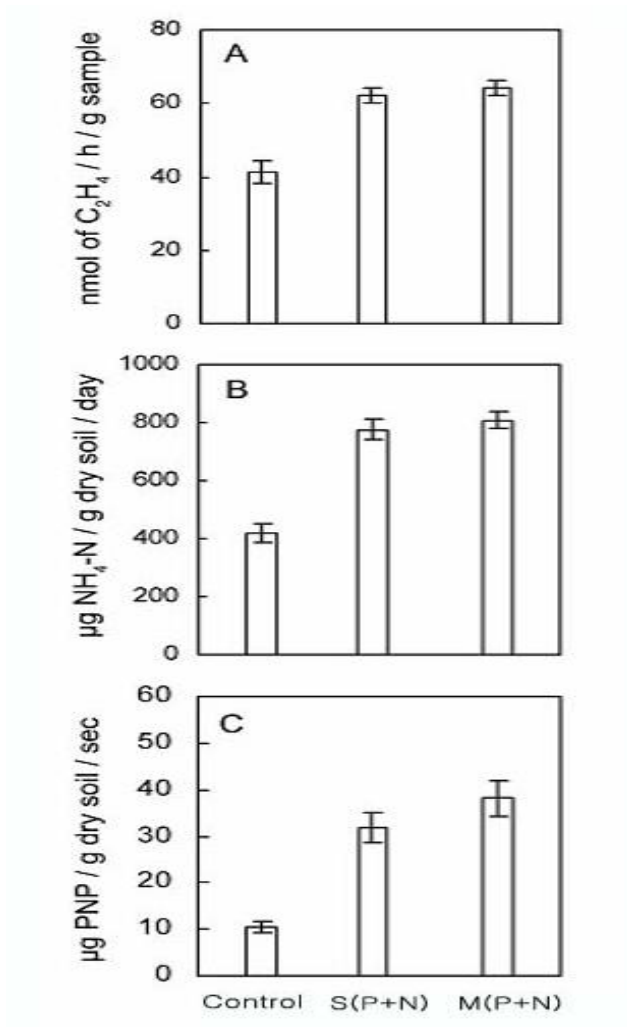 80
A
60
40
20
0
nmol of C₂H₄ / h / g sample
1000
B
800
600
400
200
0
µg NH₄-N / g dry soil / day
60
C
50
40
30
20
10
0
µg PNP / g dry soil / sec
Control S(P+N) M(P+N)